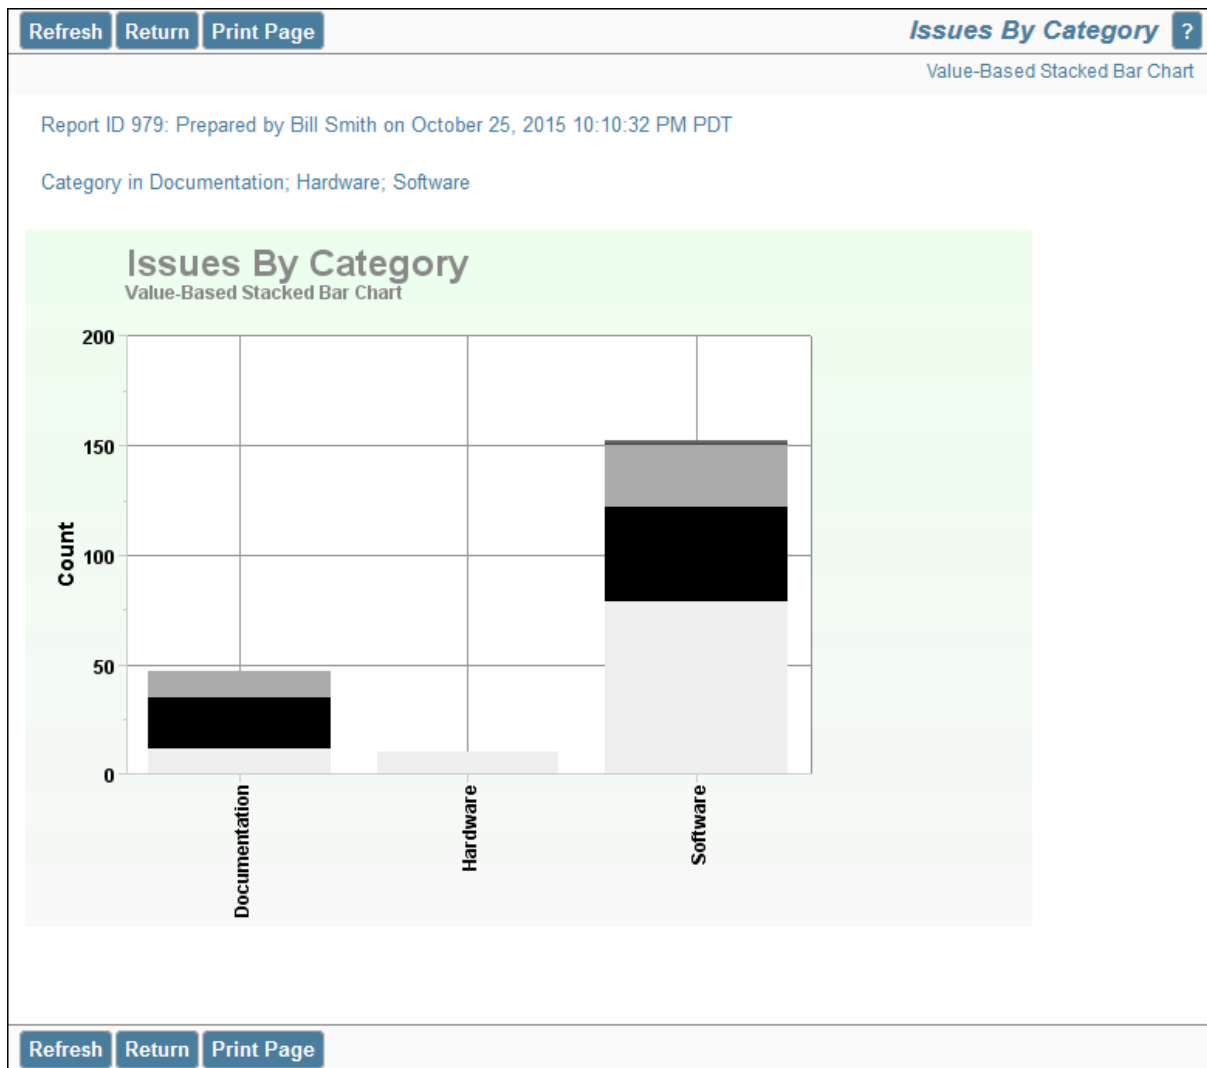 Refresh Return Print Page Issues By Category ?
Value-Based Stacked Bar Chart
Report ID 979: Prepared by Bill Smith on October 25, 2015 10:10:32 PM PDT
Category in Documentation; Hardware; Software
Issues By Category
Value-Based Stacked Bar Chart
200
150
100
50
0
Count
Documentation
Hardware
Software
Refresh Return Print Page